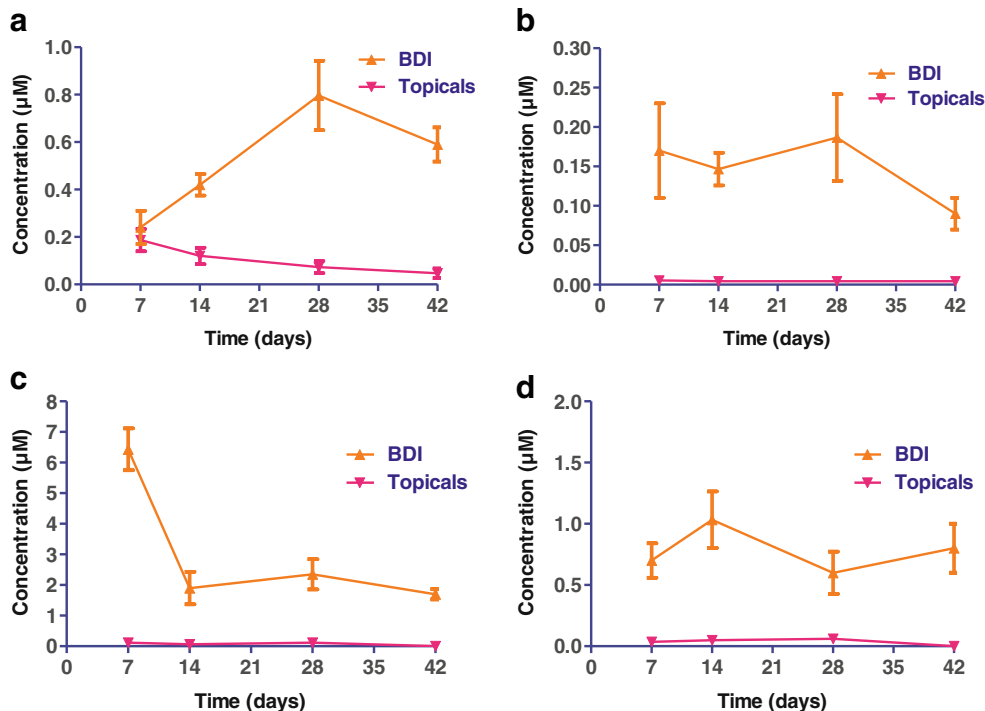 a
1.0
0.8
0.6
0.4
0.2
0.0
Concentration (µM)
BDI
Topicals
0 7 14 21 28 35 42
Time (days)
b
0.30
0.25
0.20
0.15
0.10
0.05
0.00
Concentration (µM)
BDI
Topicals
0 7 14 21 28 35 42
Time (days)
c
8
7
6
5
4
3
2
1
0
Concentration (µM)
BDI
Topicals
0 7 14 21 28 35 42
Time (days)
d
2.0
1.5
1.0
0.5
0.0
Concentration (µM)
BDI
Topicals
0 7 14 21 28 35 42
Time (days)